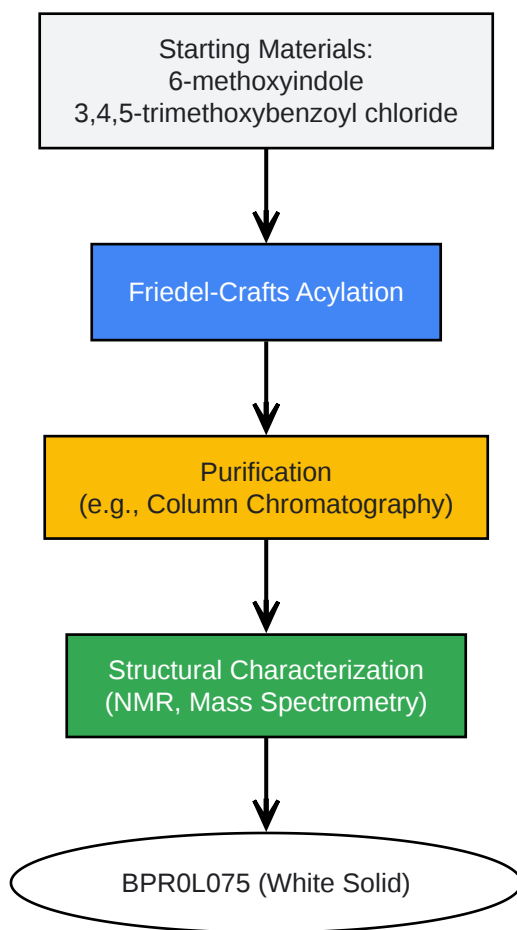 Starting Materials:
6-methoxyindole
3,4,5-trimethoxybenzoyl chloride
Friedel-Crafts Acylation
Purification
(e.g., Column Chromatography)
Structural Characterization
(NMR, Mass Spectrometry)
BPR0L075 (White Solid)